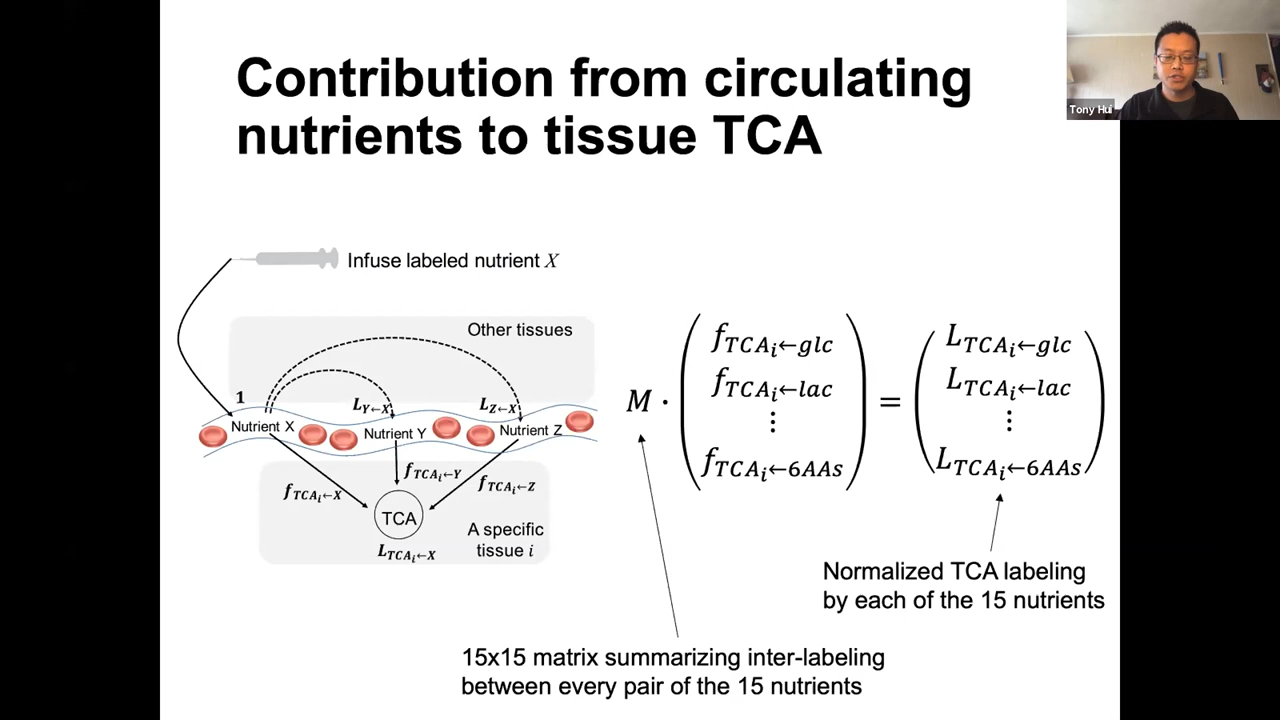 Contribution from circulating
nutrients to tissue TCA
Tony Hui
Infuse labeled nutrient X
Other tissues
1
L_{Y←X}
L_{Z←X}
Nutrient X
Nutrient Y
Nutrient Z
f_{TCA_i←X}
f_{TCA_i←Y}
f_{TCA_i←Z}
TCA
L_{TCA_i←X}
A specific
tissue i
M · ( f_{TCA_i←glc} ) = ( L_{TCA_i←glc} )
f_{TCA_i←lac} L_{TCA_i←lac}
⋮ ⋮
f_{TCA_i←6AAs} L_{TCA_i←6AAs}
Normalized TCA labeling
by each of the 15 nutrients
15x15 matrix summarizing inter-labeling
between every pair of the 15 nutrients